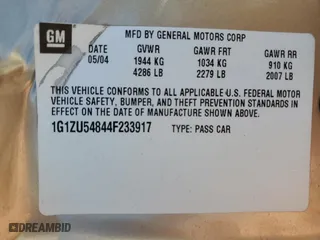 GM
MFD BY GENERAL MOTORS CORP
DATE GVWR GAWR FRT GAWR RR
05/04 1944 KG 1034 KG 910 KG
4286 LB 2279 LB 2007 LB
THIS VEHICLE CONFORMS TO ALL APPLICABLE U.S. FEDERAL MOTOR
VEHICLE SAFETY, BUMPER, AND THEFT PREVENTION STANDARDS IN
EFFECT ON THE DATE OF MANUFACTURE SHOWN ABOVE.
1G1ZU54844F233917 TYPE: PASS CAR
DREAMBID